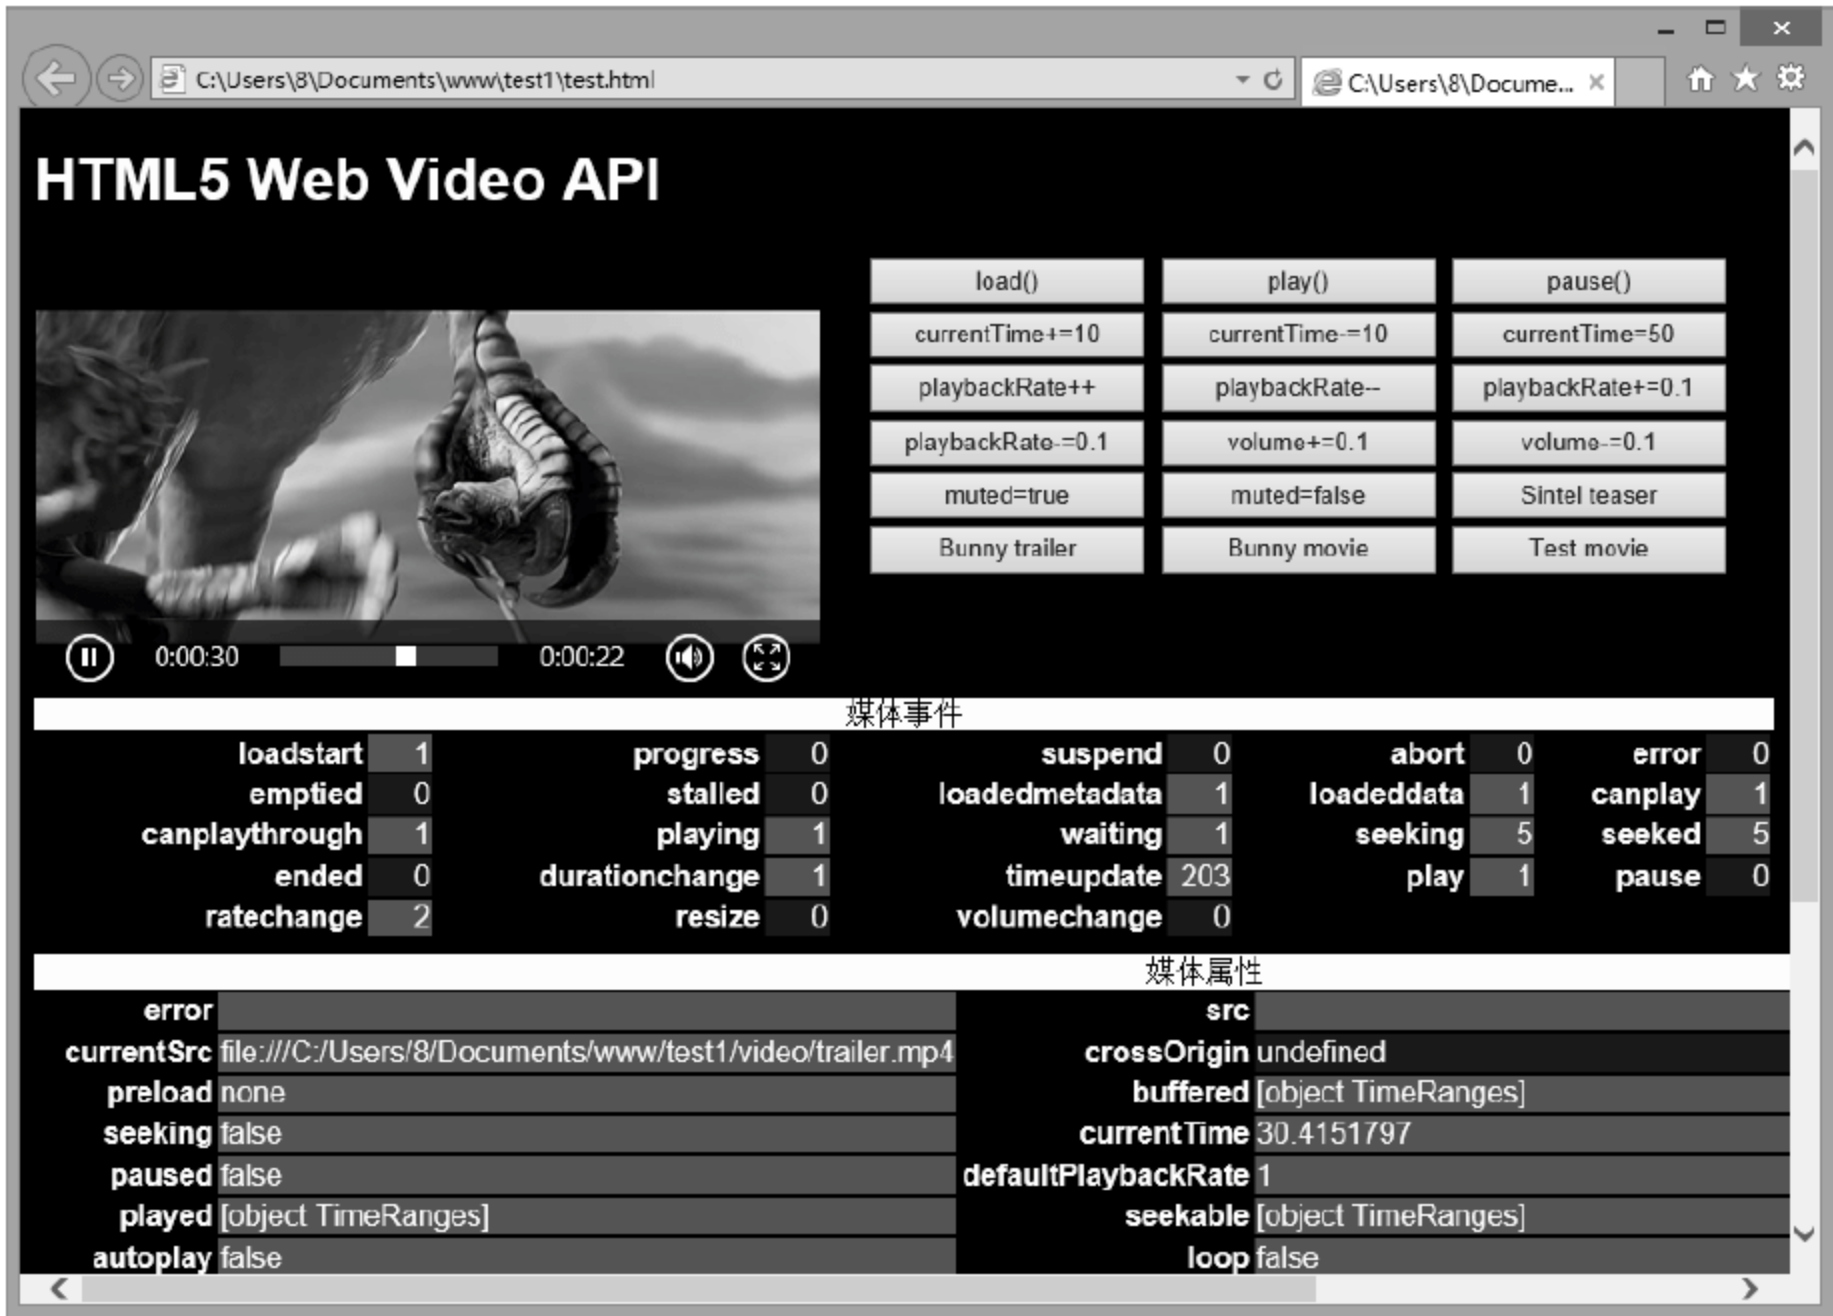 C:\Users\8\Documents\www\test1\test.html
C:\Users\8\Docume...
HTML5 Web Video API
load() play() pause()
currentTime+=10 currentTime-=10 currentTime=50
playbackRate++ playbackRate-- playbackRate+=0.1
playbackRate-=0.1 volume+=0.1 volume-=0.1
muted=true muted=false Sintel teaser
Bunny trailer Bunny movie Test movie
0:00:30 0:00:22
媒体事件
loadstart 1 progress 0 suspend 0 abort 0 error 0
emptied 0 stalled 0 loadedmetadata 1 loadeddata 1 canplay 1
canplaythrough 1 playing 1 waiting 1 seeking 5 seeked 5
ended 0 durationchange 1 timeupdate 203 play 1 pause 0
ratechange 2 resize 0 volumechange 0
媒体属性
error src
currentSrc file:///C:/Users/8/Documents/www/test1/video/trailer.mp4 crossOrigin undefined
preload none buffered [object TimeRanges]
seeking false currentTime 30.4151797
paused false defaultPlaybackRate 1
played [object TimeRanges] seekable [object TimeRanges]
autoplay false loop false